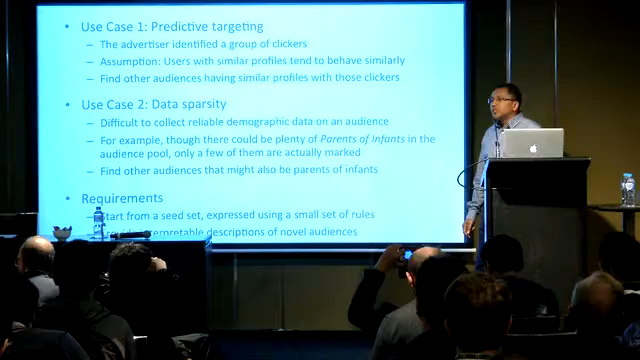 • Use Case 1: Predictive targeting
– The advertiser identified a group of clickers
– Assumption: Users with similar profiles tend to behave similarly
– Find other audiences having similar profiles with those clickers
• Use Case 2: Data sparsity
– Difficult to collect reliable demographic data on an audience
– For example, though there could be plenty of Parents of Infants in the
audience pool, only a few of them are actually marked
– Find other audiences that might also be parents of infants
• Requirements
– Start from a seed set, expressed using a small set of rules
interpretable descriptions of novel audiences